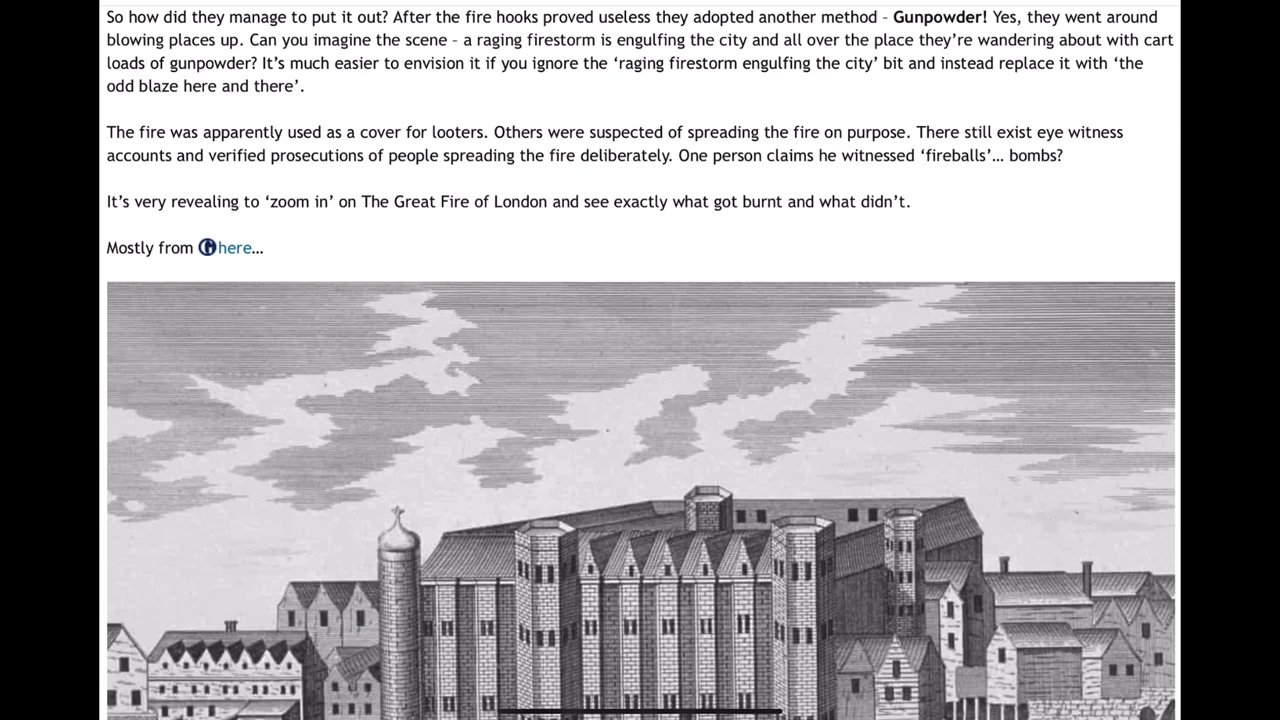 So how did they manage to put it out? After the fire hooks proved useless they adopted another method – Gunpowder! Yes, they went around
blowing places up. Can you imagine the scene – a raging firestorm is engulfing the city and all over the place they’re wandering about with cart
loads of gunpowder? It’s much easier to envision it if you ignore the ‘raging firestorm engulfing the city’ bit and instead replace it with ‘the
odd blaze here and there’.
The fire was apparently used as a cover for looters. Others were suspected of spreading the fire on purpose. There still exist eye witness
accounts and verified prosecutions of people spreading the fire deliberately. One person claims he witnessed ‘fireballs’… bombs?
It’s very revealing to ‘zoom in’ on The Great Fire of London and see exactly what got burnt and what didn’t.
Mostly from G here…